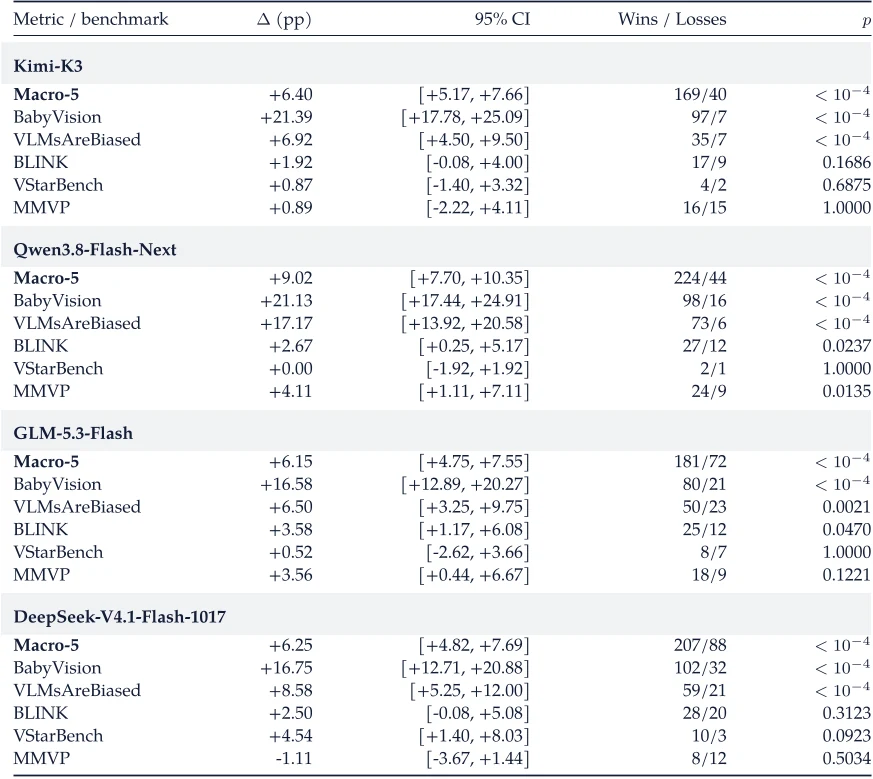 Metric / benchmark Δ (pp) 95% CI Wins / Losses p
Kimi-K3
Macro-5 +6.40 [+5.17, +7.66] 169/40 < 10⁻⁴
BabyVision +21.39 [+17.78, +25.09] 97/7 < 10⁻⁴
VLMsAreBiased +6.92 [+4.50, +9.50] 35/7 < 10⁻⁴
BLINK +1.92 [-0.08, +4.00] 17/9 0.1686
VStarBench +0.87 [-1.40, +3.32] 4/2 0.6875
MMVP +0.89 [-2.22, +4.11] 16/15 1.0000
Qwen3.8-Flash-Next
Macro-5 +9.02 [+7.70, +10.35] 224/44 < 10⁻⁴
BabyVision +21.13 [+17.44, +24.91] 98/16 < 10⁻⁴
VLMsAreBiased +17.17 [+13.92, +20.58] 73/6 < 10⁻⁴
BLINK +2.67 [+0.25, +5.17] 27/12 0.0237
VStarBench +0.00 [-1.92, +1.92] 2/1 1.0000
MMVP +4.11 [+1.11, +7.11] 24/9 0.0135
GLM-5.3-Flash
Macro-5 +6.15 [+4.75, +7.55] 181/72 < 10⁻⁴
BabyVision +16.58 [+12.89, +20.27] 80/21 < 10⁻⁴
VLMsAreBiased +6.50 [+3.25, +9.75] 50/23 0.0021
BLINK +3.58 [+1.17, +6.08] 25/12 0.0470
VStarBench +0.52 [-2.62, +3.66] 8/7 1.0000
MMVP +3.56 [+0.44, +6.67] 18/9 0.1221
DeepSeek-V4.1-Flash-1017
Macro-5 +6.25 [+4.82, +7.69] 207/88 < 10⁻⁴
BabyVision +16.75 [+12.71, +20.88] 102/32 < 10⁻⁴
VLMsAreBiased +8.58 [+5.25, +12.00] 59/21 < 10⁻⁴
BLINK +2.50 [-0.08, +5.08] 28/20 0.3123
VStarBench +4.54 [+1.40, +8.03] 10/3 0.0923
MMVP -1.11 [-3.67, +1.44] 8/12 0.5034